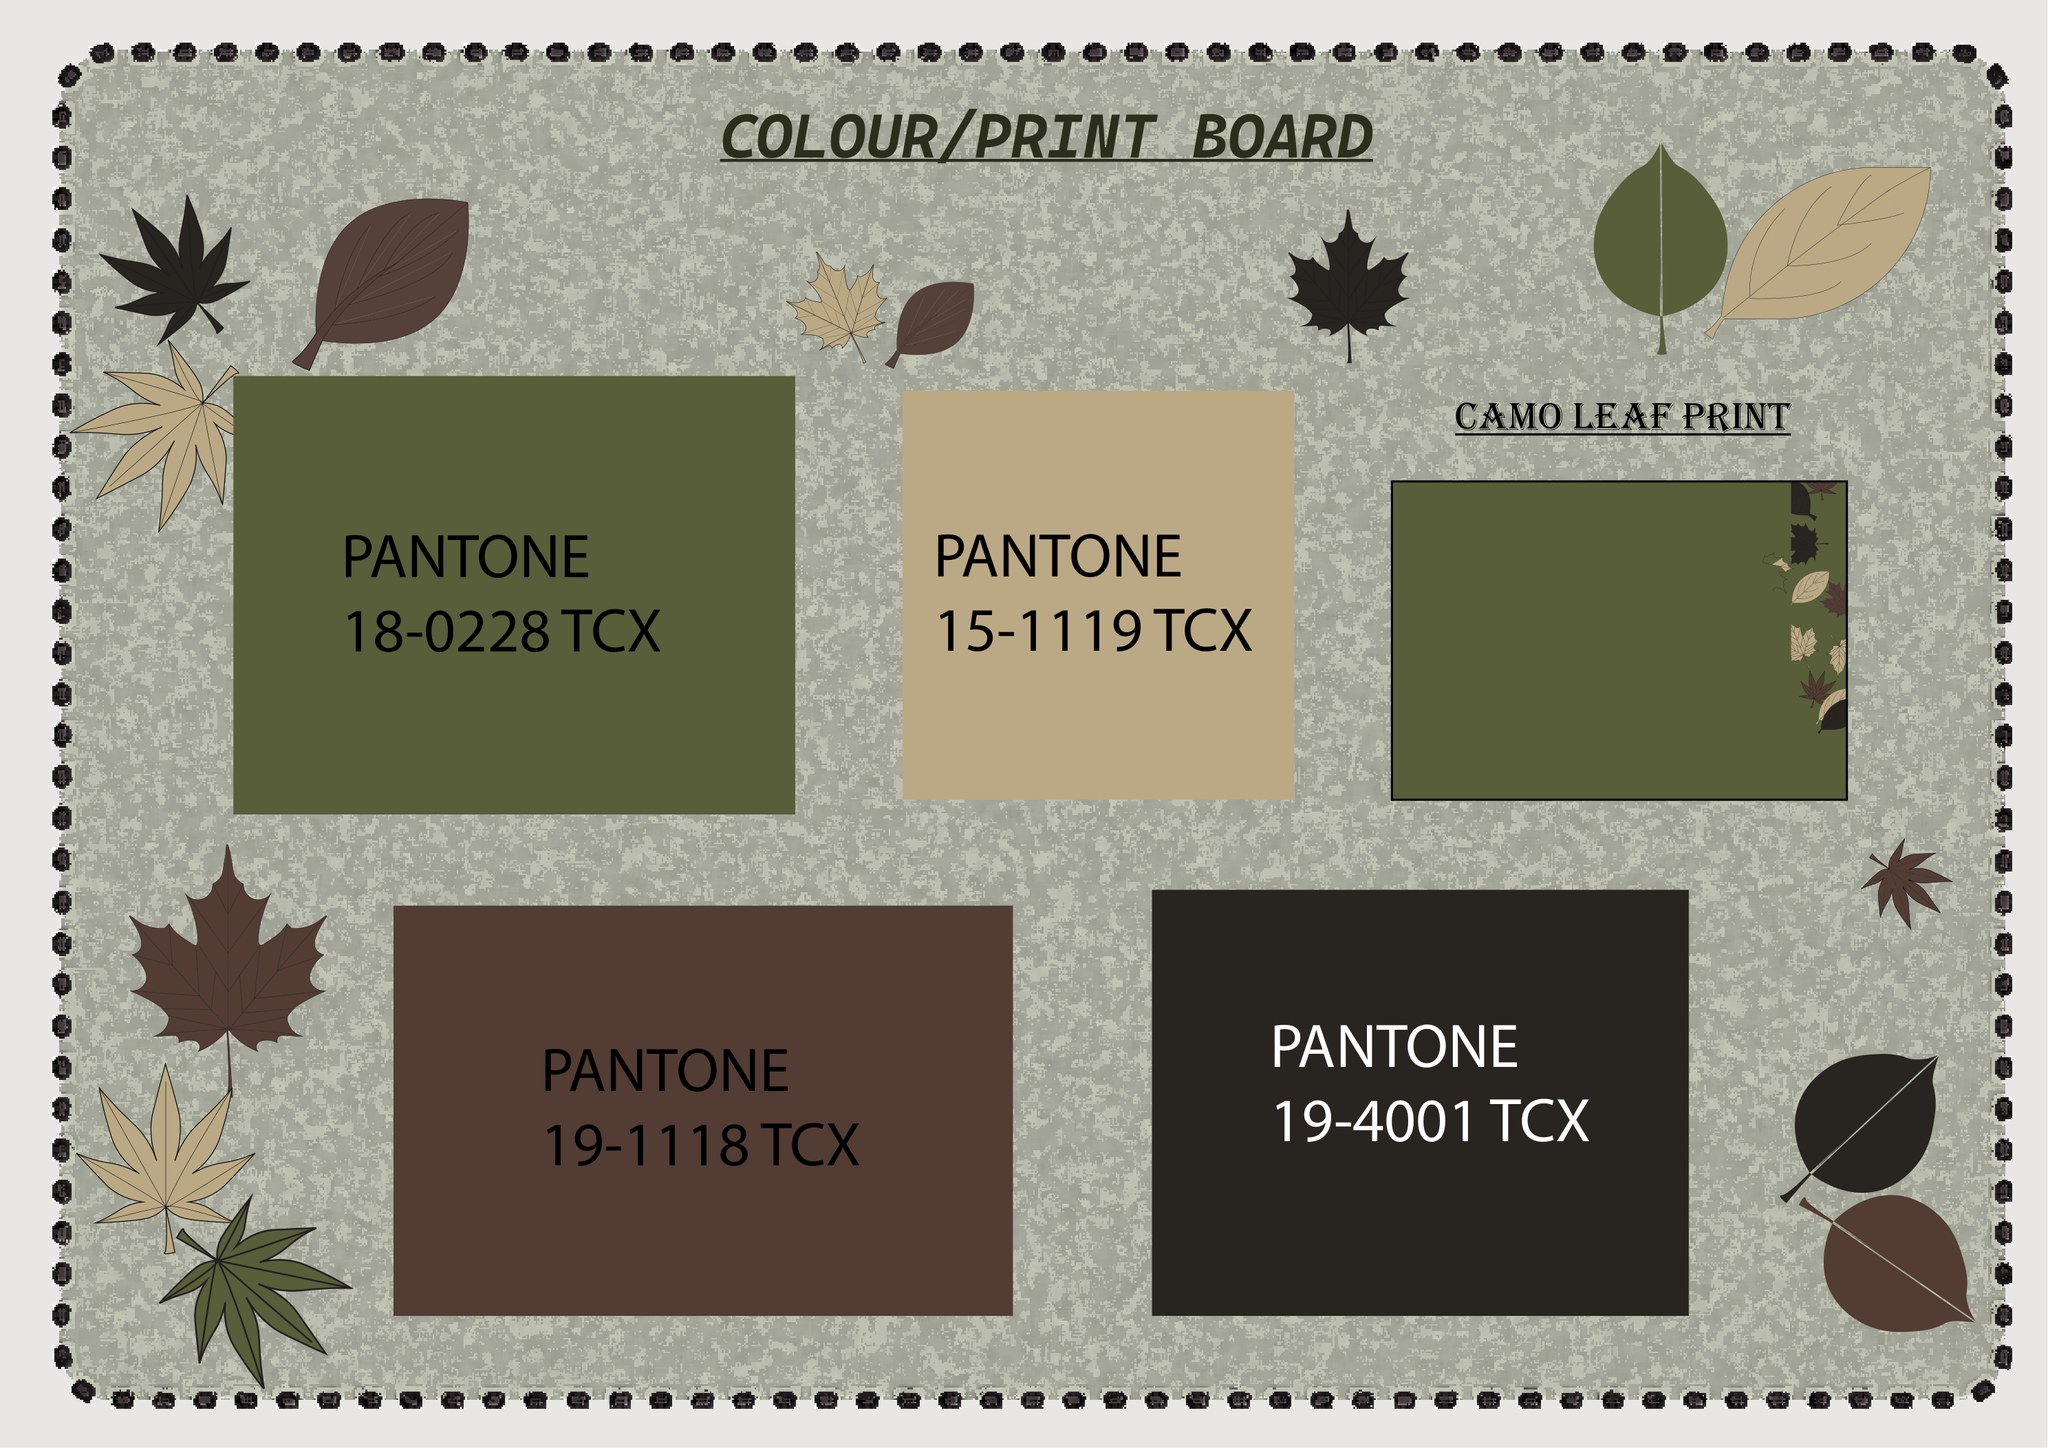 COLOUR/PRINT BOARD
CAMO LEAF PRINT
PANTONE
18-0228 TCX
PANTONE
15-1119 TCX
PANTONE
19-1118 TCX
PANTONE
19-4001 TCX